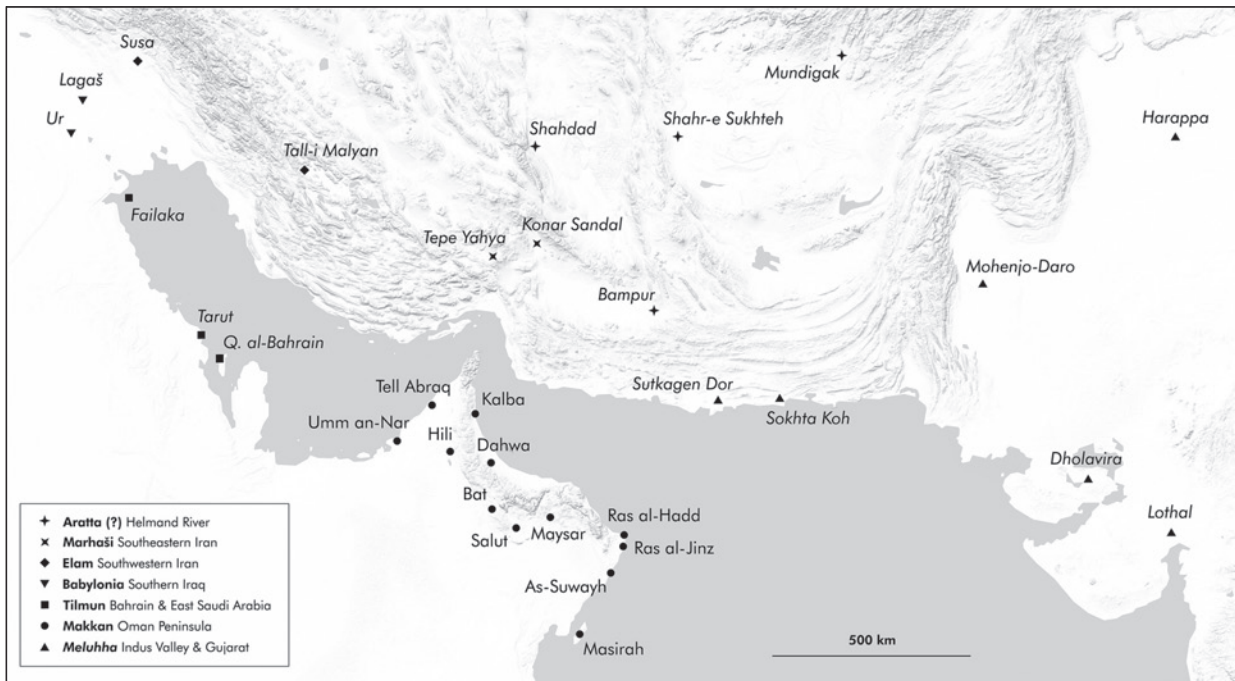 Susa
Mundigak
Lagaš
Ur
Shahdad
Shahr-e Sukhteh
Harappa
Tall-i Malyan
Failaka
Tepe Yahya
Konar Sandal
Mohenjo-Daro
Bampur
Tarut
Q. al-Bahrain
Tell Abraq
Kalba
Sutkagen Dor
Sokhta Koh
Umm an-Nar
Hili
Dahwa
Dholavira
Bat
Maysar
Salut
Ras al-Hadd
Ras al-Jinz
Lothal
As-Suwayh
Masirah
500 km
Aratta (?) Helmand River
Marhaši Southeastern Iran
Elam Southwestern Iran
Babylonia Southern Iraq
Tilmun Bahrain & East Saudi Arabia
Makkan Oman Peninsula
Meluhha Indus Valley & Gujarat